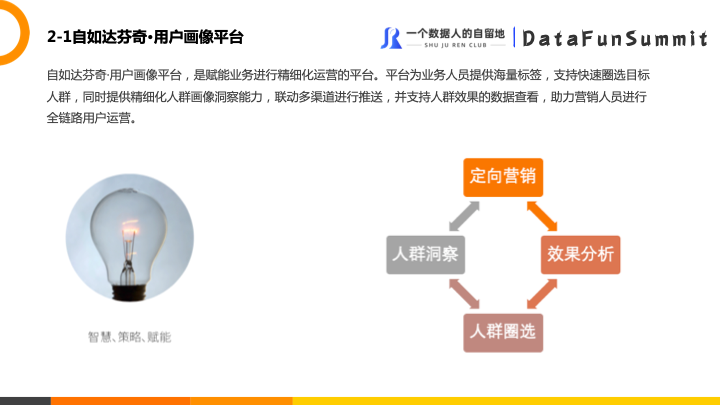 2-1自如达芬奇•用户画像平台
一个数据人的自留地
SHU JU REN CLUB
DataFunSummit
自如达芬奇·用户画像平台，是赋能业务进行精细化运营的平台。平台为业务人员提供海量标签，支持快速圈选目标
人群，同时提供精细化人群画像洞察能力，联动多渠道进行推送，并支持人群效果的数据查看，助力营销人员进行
全链路用户运营。
定向营销
人群洞察
效果分析
人群圈选
智慧、策略、赋能